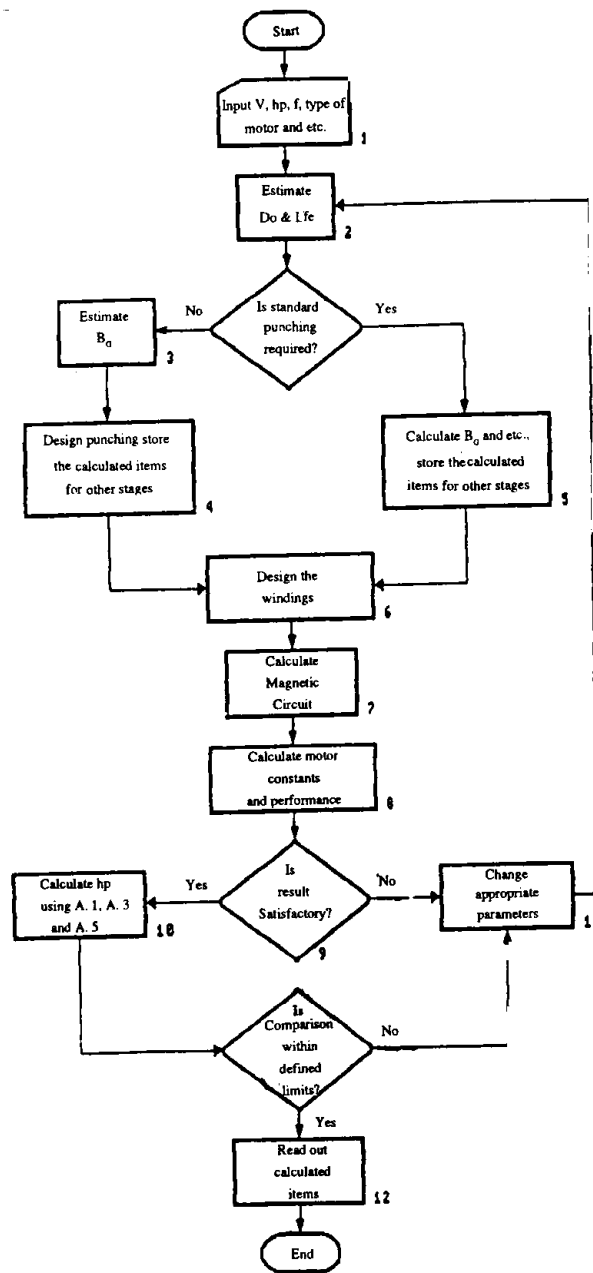 Start
Input V, hp, f, type of
motor and etc.
1
Estimate
Do & Lfe
2
Is standard
punching
required?
No
Yes
Estimate
Ba
3
Design punching store
the calculated items
for other stages
4
Calculate Ba and etc.,
store the calculated
items for other stages
5
Design the
windings
6
Calculate
Magnetic
Circuit
7
Calculate motor
constants
and performance
8
Is
result
Satisfactory?
9
Yes
No
Calculate hp
using A. 1, A. 3
and A. 5
10
Change
appropriate
parameters
Is
Comparison
within
defined
limits?
No
Yes
Read out
calculated
items
12
End